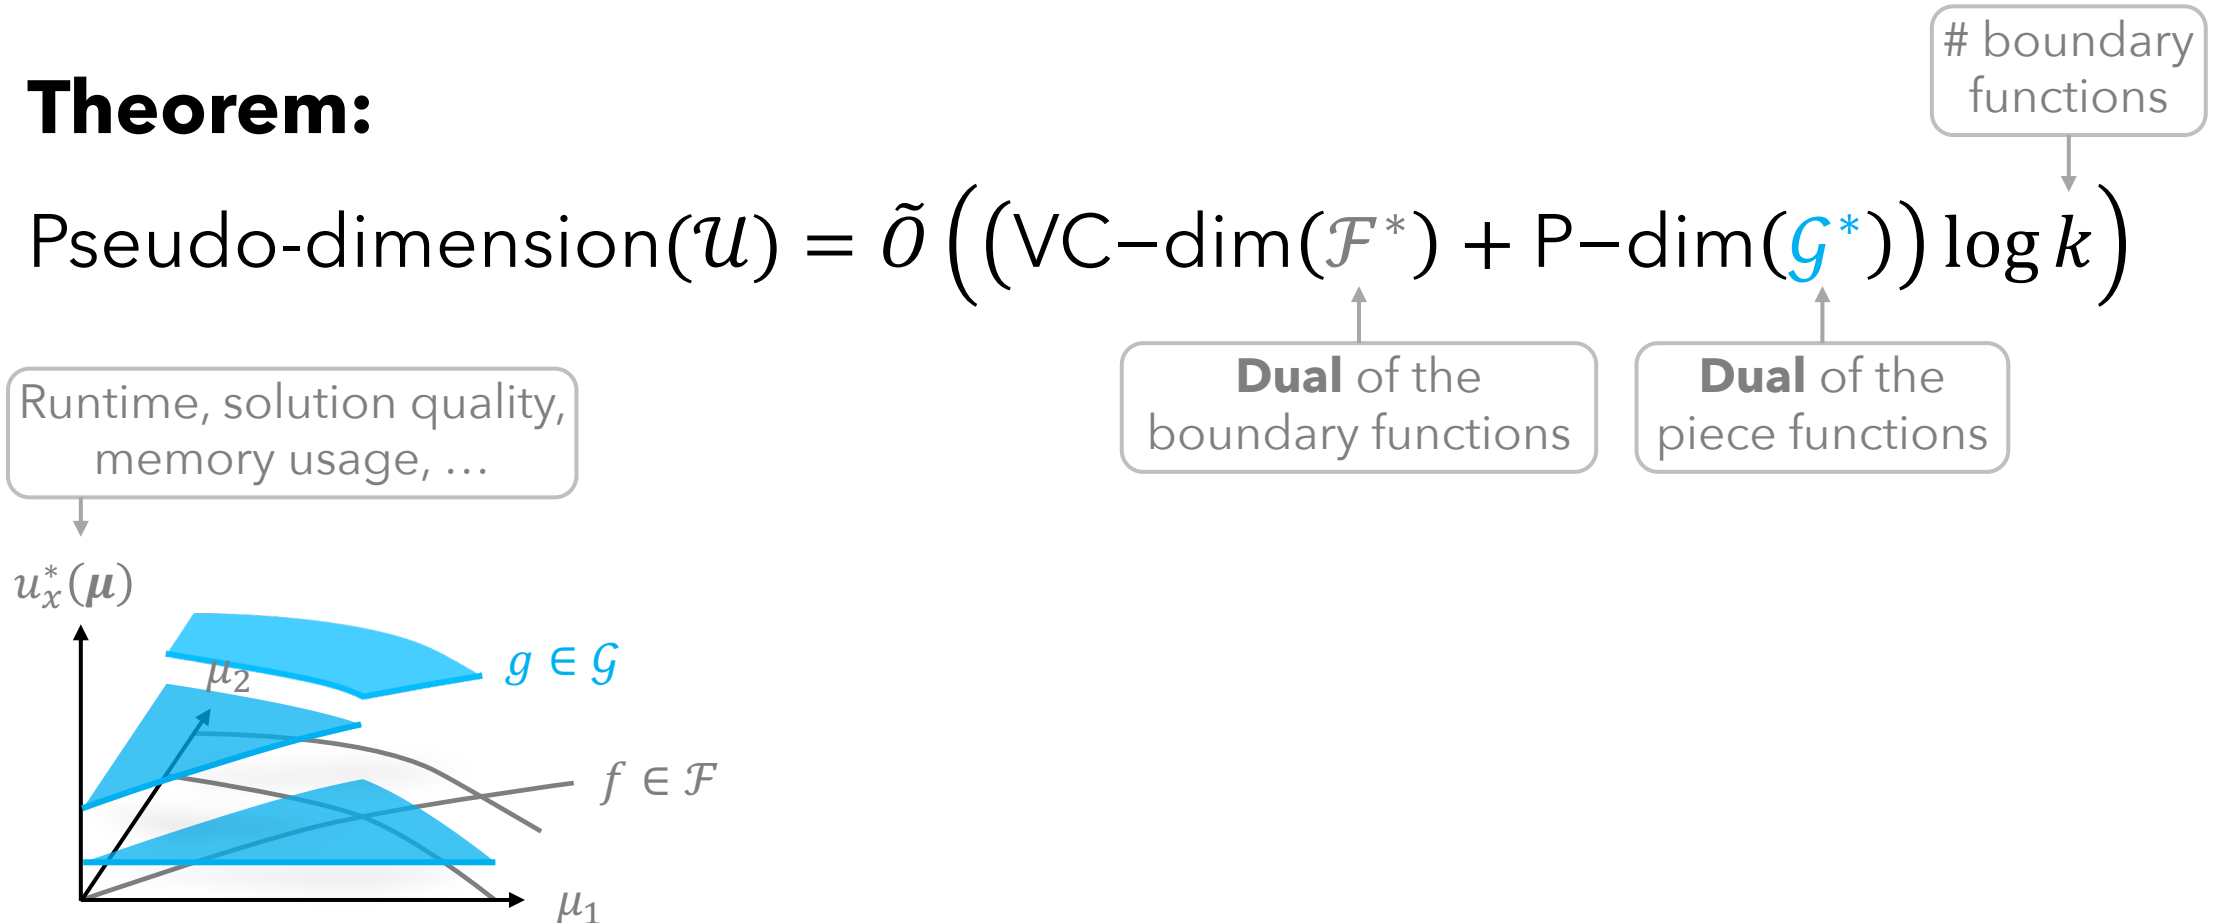 # boundary
functions
Theorem:
Pseudo-dimension(𝒰) = Õ ((VC−dim(ℱ*) + P−dim(𝒢*)) log k)
Dual of the
boundary functions
Dual of the
piece functions
Runtime, solution quality,
memory usage, …
u*ₓ(𝝁)
g ∈ 𝒢
μ₂
f ∈ ℱ
μ₁